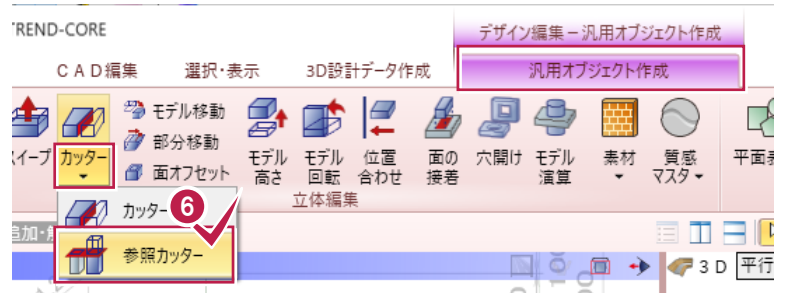 TREND-CORE
デザイン編集 – 汎用オブジェクト作成
CAD編集
選択・表示
3D設計データ作成
汎用オブジェクト作成
スイープ
カッター
モデル移動
部分移動
面オフセット
モデル
高さ
モデル
回転
位置
合わせ
面の
接着
穴開け
モデル
演算
素材
質感
マスタ
平面
立体編集
カッター
6
参照カッター
追加・
3D
平行